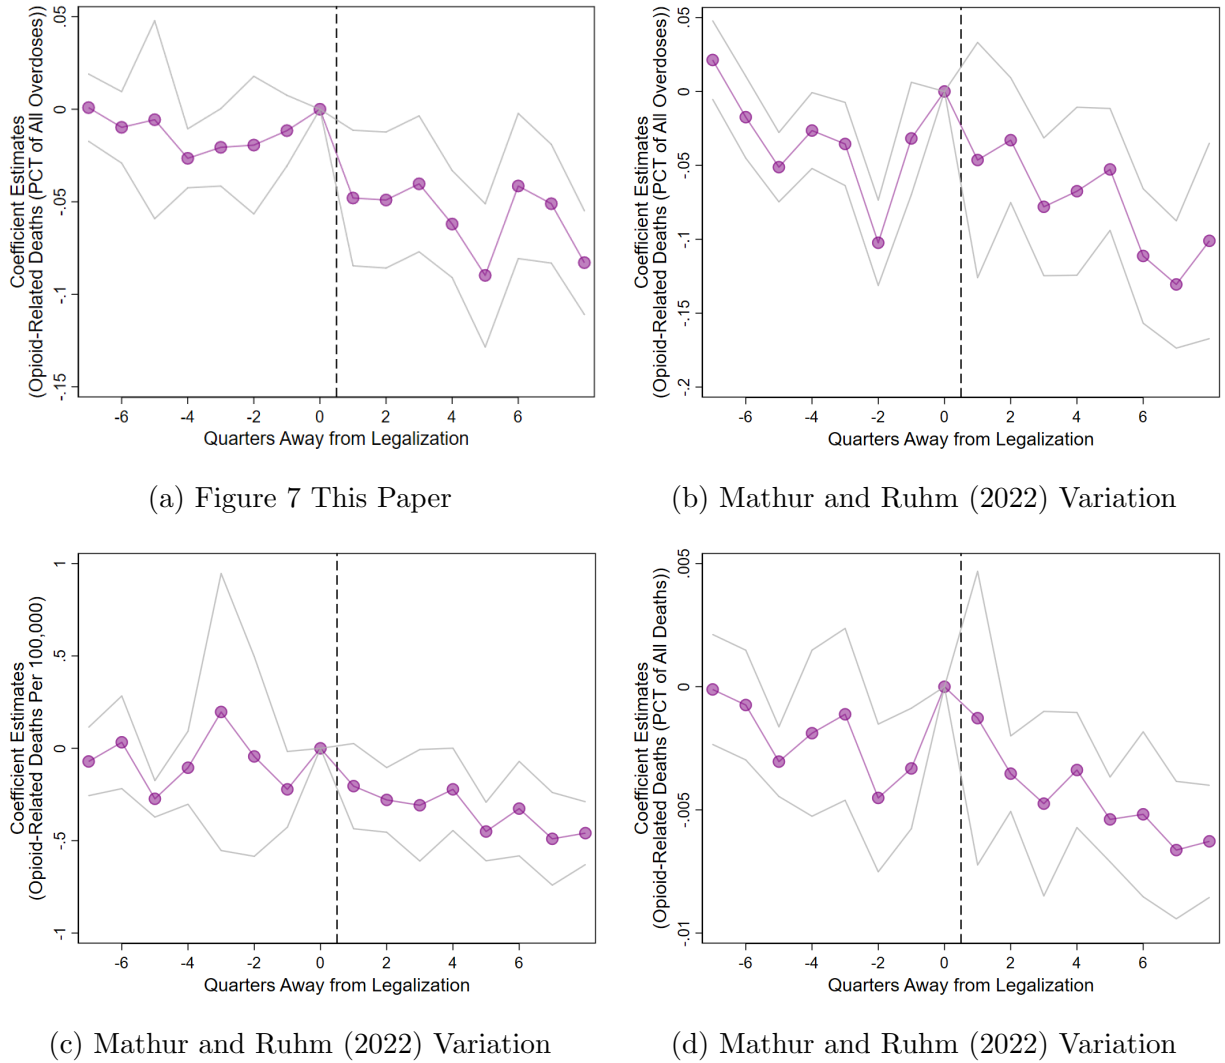 Coefficient Estimates
(Opioid-Related Deaths (PCT of All Overdoses))
.05
0
-.05
-.1
-.15
-6 -4 -2 0 2 4 6
Quarters Away from Legalization
(a) Figure 7 This Paper
Coefficient Estimates
(Opioid-Related Deaths (PCT of All Overdoses))
.05
0
-.05
-.1
-.15
-.2
-6 -4 -2 0 2 4 6
Quarters Away from Legalization
(b) Mathur and Ruhm (2022) Variation
Coefficient Estimates
(Opioid-Related Deaths Per 100,000)
1
.5
0
-.5
-1
-6 -4 -2 0 2 4 6
Quarters Away from Legalization
(c) Mathur and Ruhm (2022) Variation
Coefficient Estimates
(Opioid-Related Deaths (PCT of All Deaths))
.005
0
-.005
-.01
-6 -4 -2 0 2 4 6
Quarters Away from Legalization
(d) Mathur and Ruhm (2022) Variation